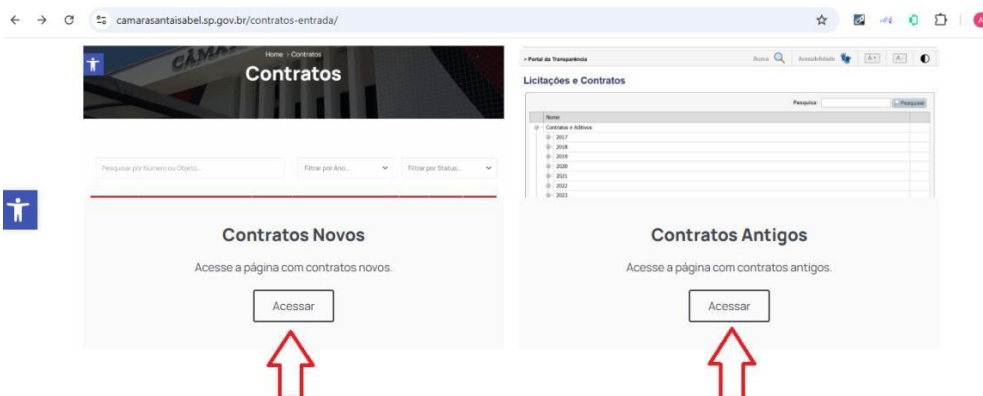 camarasantaisabel.sp.gov.br/contratos-entrada/
CÂMA
Home › Contratos
Contratos
Pesquisar por Número ou Objeto...
Filtrar por Ano...
Filtrar por Status...
Contratos Novos
Acesse a página com contratos novos.
Acessar
> Portal da Transparência
Busca
Acessibilidade
A+
A-
Licitações e Contratos
Pesquisa:
Pesquisar
Nome
Contratos e Aditivos
2017
2018
2019
2020
2021
2022
2023
Contratos Antigos
Acesse a página com contratos antigos.
Acessar